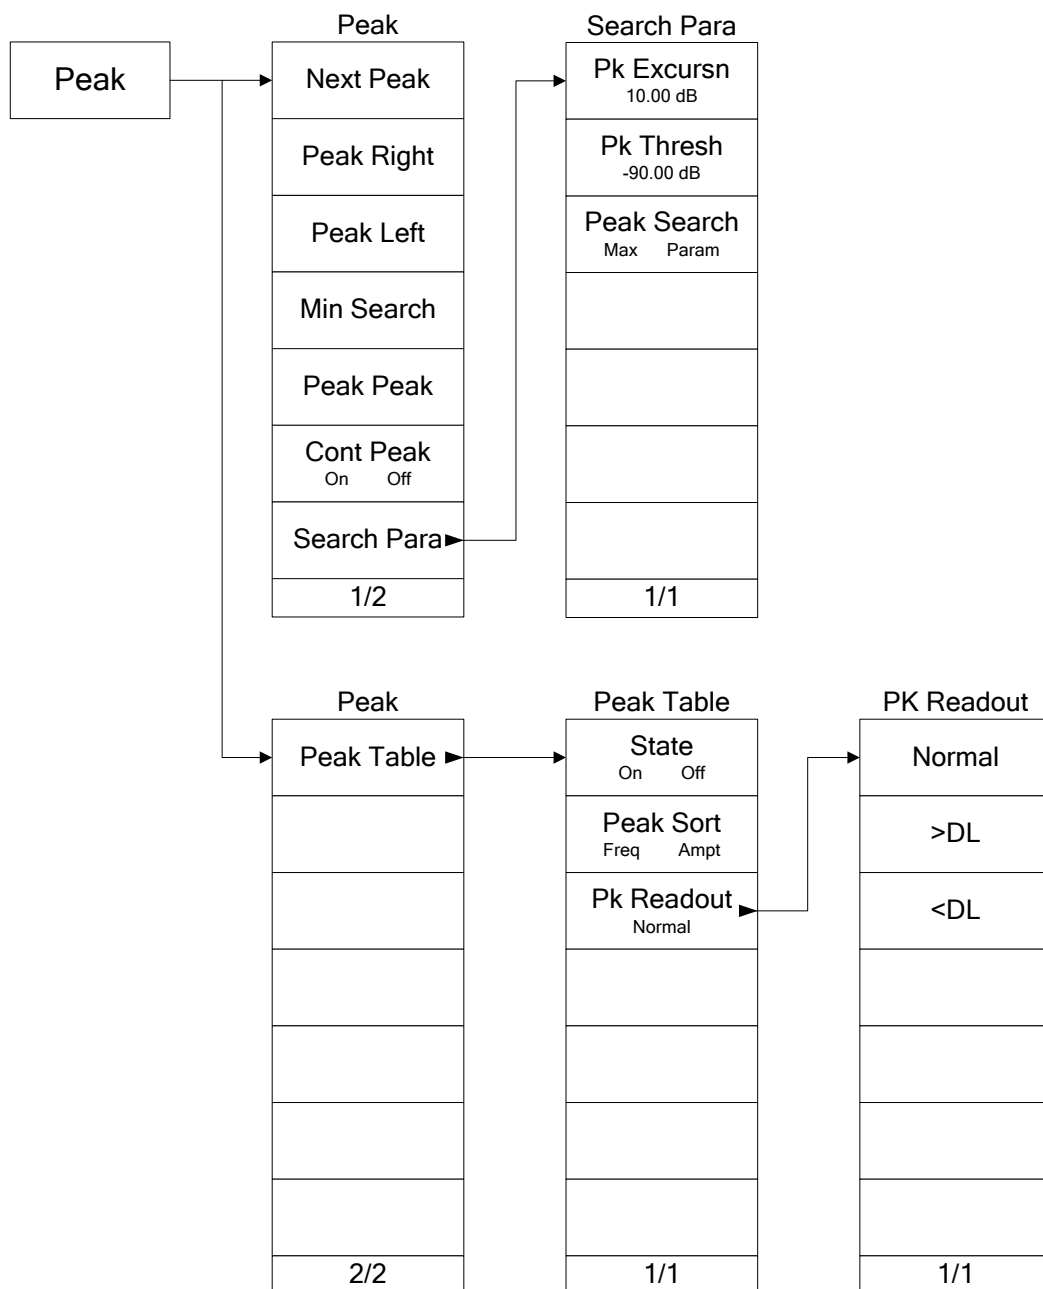 Peak
Peak
Next Peak
Peak Right
Peak Left
Min Search
Peak Peak
Cont Peak
On Off
Search Para
1/2
Search Para
Pk Excursn
10.00 dB
Pk Thresh
-90.00 dB
Peak Search
Max Param
1/1
Peak
Peak Table
2/2
Peak Table
State
On Off
Peak Sort
Freq Ampt
Pk Readout
Normal
1/1
PK Readout
Normal
>DL
<DL
1/1